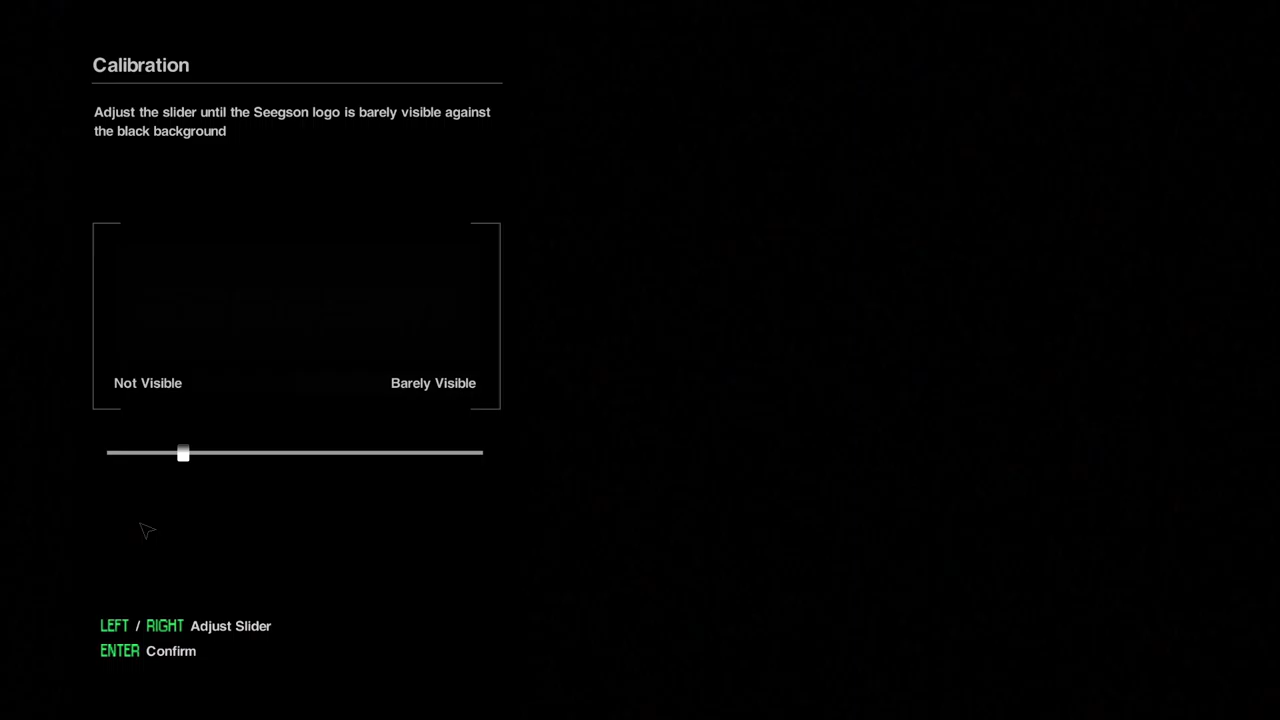 Calibration
Adjust the slider until the Seegson logo is barely visible against
the black background
Not Visible
Barely Visible
LEFT / RIGHT Adjust Slider
ENTER Confirm